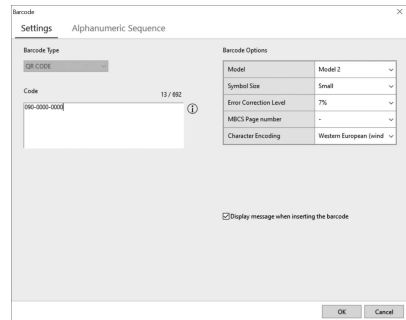 Barcode
Settings Alphanumeric Sequence
Barcode Type
QR CODE
Code 13 / 692
090-0000-0000
Barcode Options
Model Model 2
Symbol Size Small
Error Correction Level 7%
MBCS Page number -
Character Encoding Western European (wind
Display message when inserting the barcode
OK Cancel